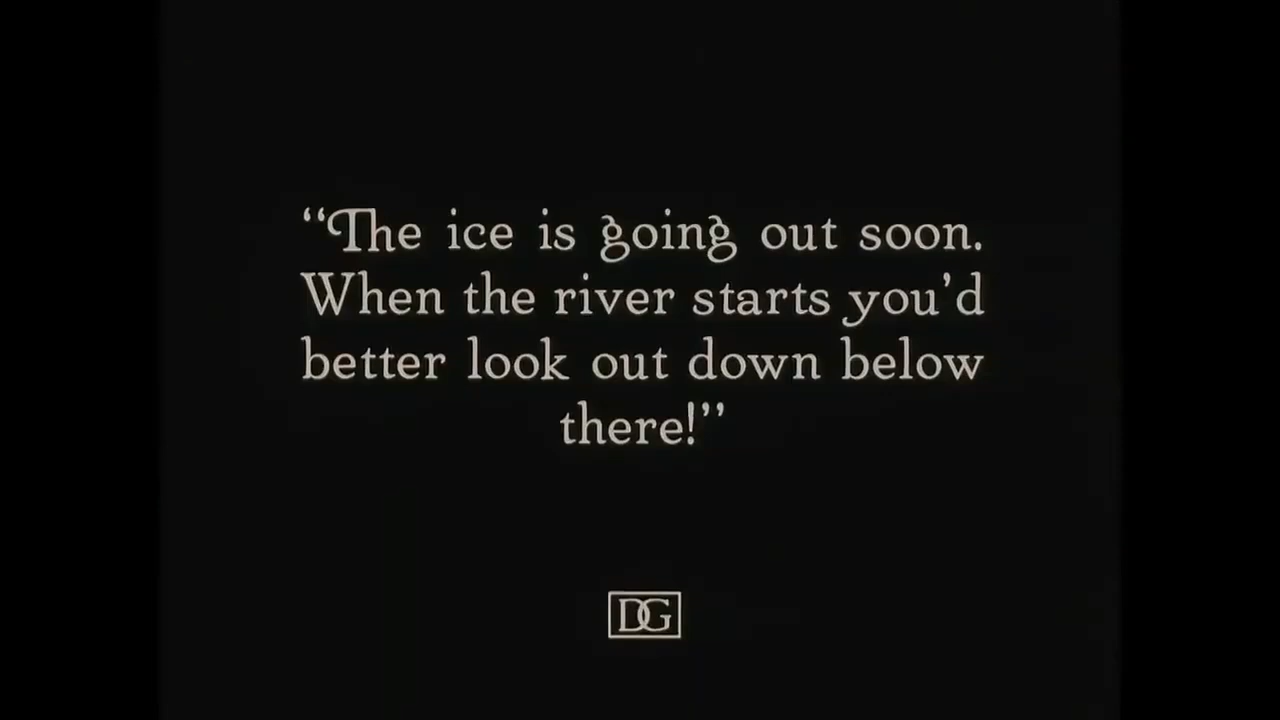 “The ice is going out soon.
When the river starts you’d
better look out down below
there!”
DG